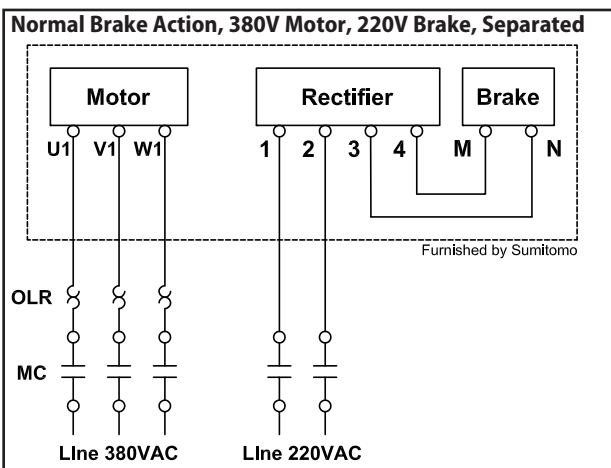 Normal Brake Action, 380V Motor, 220V Brake, Separated
Motor Rectifier Brake
U1 V1 W1 1 2 3 4 M N
Furnished by Sumitomo
OLR
MC
Line 380VAC Line 220VAC